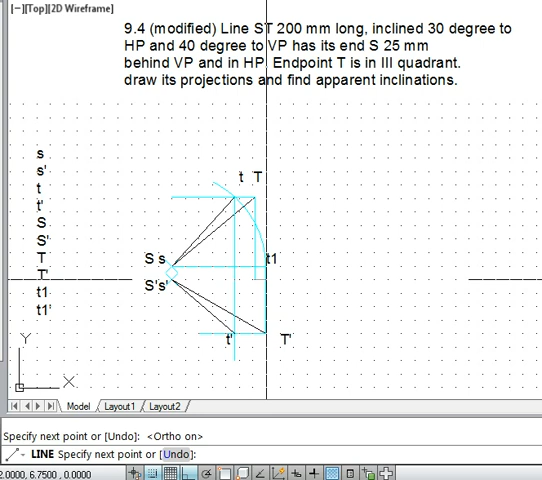 [−][Top][2D Wireframe]
9.4 (modified) Line ST 200 mm long, inclined 30 degree to
HP and 40 degree to VP has its end S 25 mm
behind VP and in HP. Endpoint T is in III quadrant.
draw its projections and find apparent inclinations.
s
s'
t
t'
S
S'
T
T'
t1
t1'
t T
S s
t1
S's'
t'
T'
Y
X
Model Layout1 Layout2
Specify next point or [Undo]: <Ortho on>
LINE Specify next point or [Undo]:
2.0000, 6.7500 , 0.0000